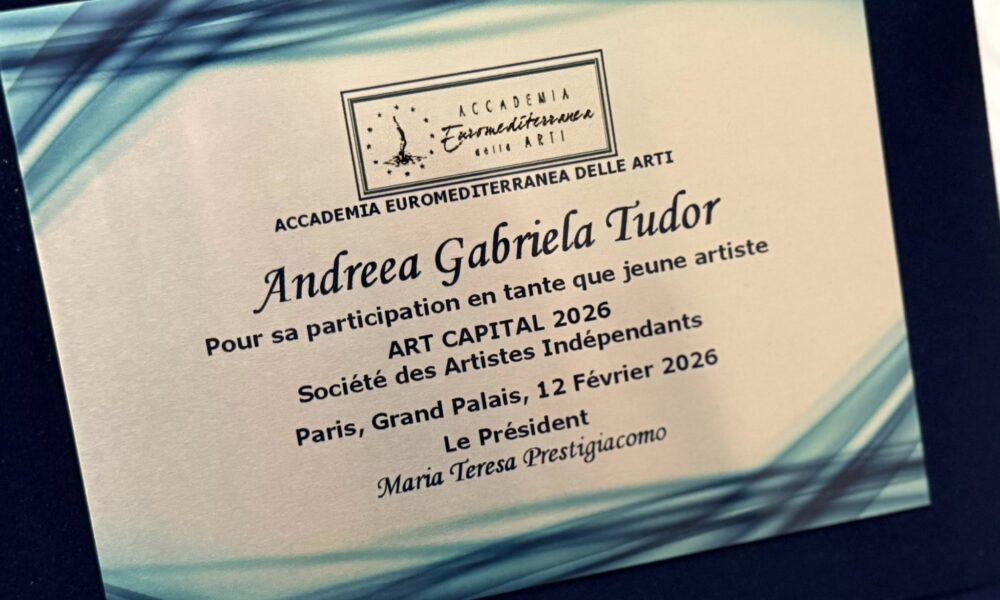 ACCADEMIA
Euromediterranea
delle ARTI
ACCADEMIA EUROMEDITERRANEA DELLE ARTI
Andreea Gabriela Tudor
Pour sa participation en tante que jeune artiste
ART CAPITAL 2026
Société des Artistes Indépendants
Paris, Grand Palais, 12 Février 2026
Le Président
Maria Teresa Prestigiacomo